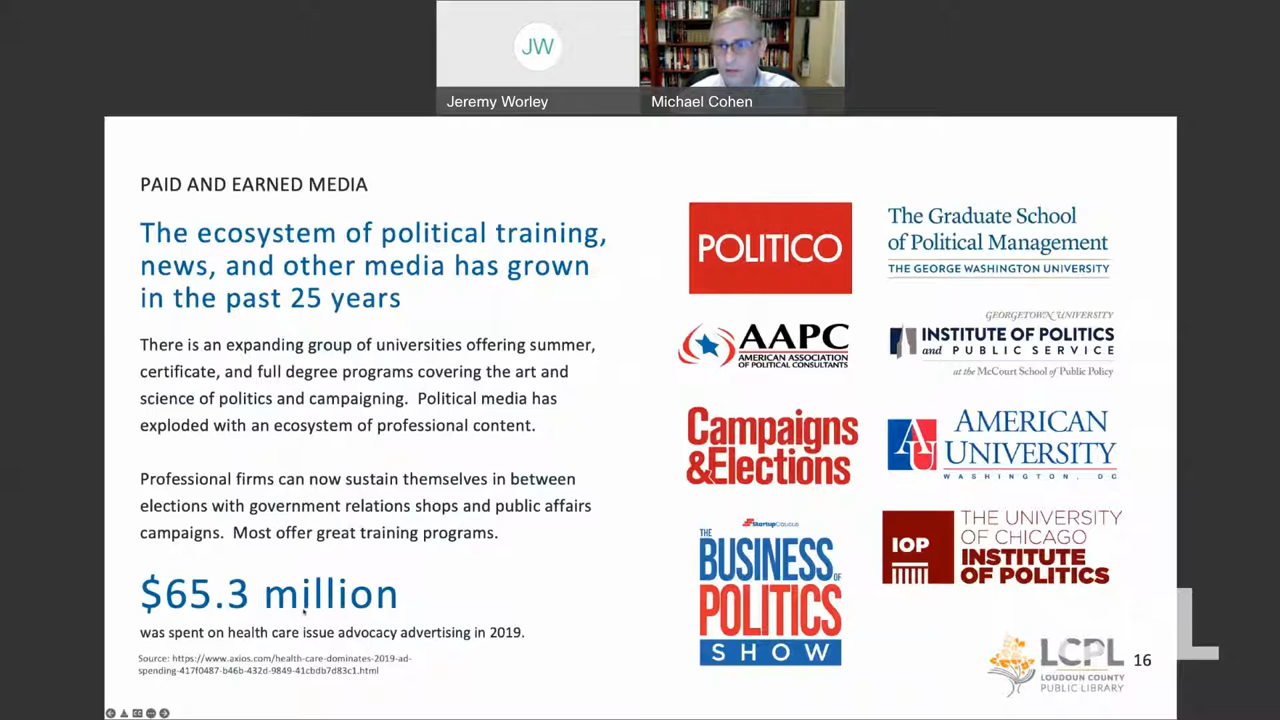 JW
Jeremy Worley
Michael Cohen
PAID AND EARNED MEDIA
The ecosystem of political training,
news, and other media has grown
in the past 25 years
There is an expanding group of universities offering summer,
certificate, and full degree programs covering the art and
science of politics and campaigning. Political media has
exploded with an ecosystem of professional content.
Professional firms can now sustain themselves in between
elections with government relations shops and public affairs
campaigns. Most offer great training programs.
$65.3 million
was spent on health care issue advocacy advertising in 2019.
Source: https://www.axios.com/health-care-dominates-2019-ad-
spending-417f0487-b46b-432d-9849-41cbdb7d83c1.html
POLITICO
The Graduate School
of Political Management
THE GEORGE WASHINGTON UNIVERSITY
AAPC
AMERICAN ASSOCIATION
OF POLITICAL CONSULTANTS
GEORGETOWN UNIVERSITY
INSTITUTE OF POLITICS
and PUBLIC SERVICE
at the McCourt School of Public Policy
Campaigns
&Elections
AU
AMERICAN
UNIVERSITY
WASHINGTON, DC
StartupCaucus
THE
BUSINESS
OF
POLITICS
SHOW
IOP
THE UNIVERSITY
OF CHICAGO
INSTITUTE
OF POLITICS
LCPL
LOUDOUN COUNTY
PUBLIC LIBRARY
16
L